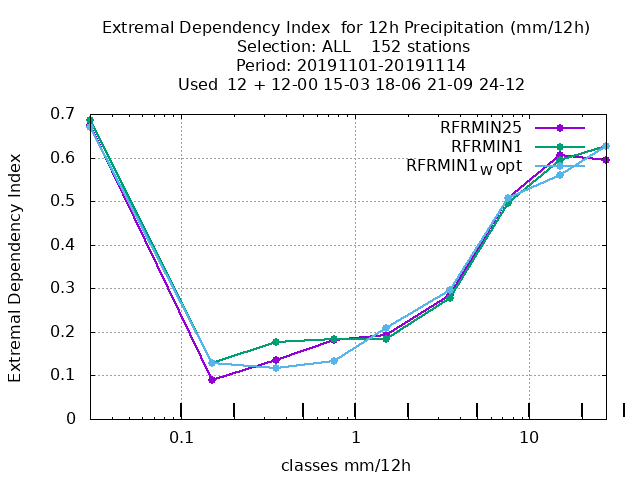 Extremal Dependency Index  for 12h Precipitation (mm/12h)
Selection: ALL    152 stations
Period: 20191101-20191114
Used  12 + 12-00 15-03 18-06 21-09 24-12
RFRMIN25
RFRMIN1
RFRMIN1w opt
0.7
0.6
0.5
0.4
0.3
0.2
0.1
0
Extremal Dependency Index
0.1 1 10
classes mm/12h